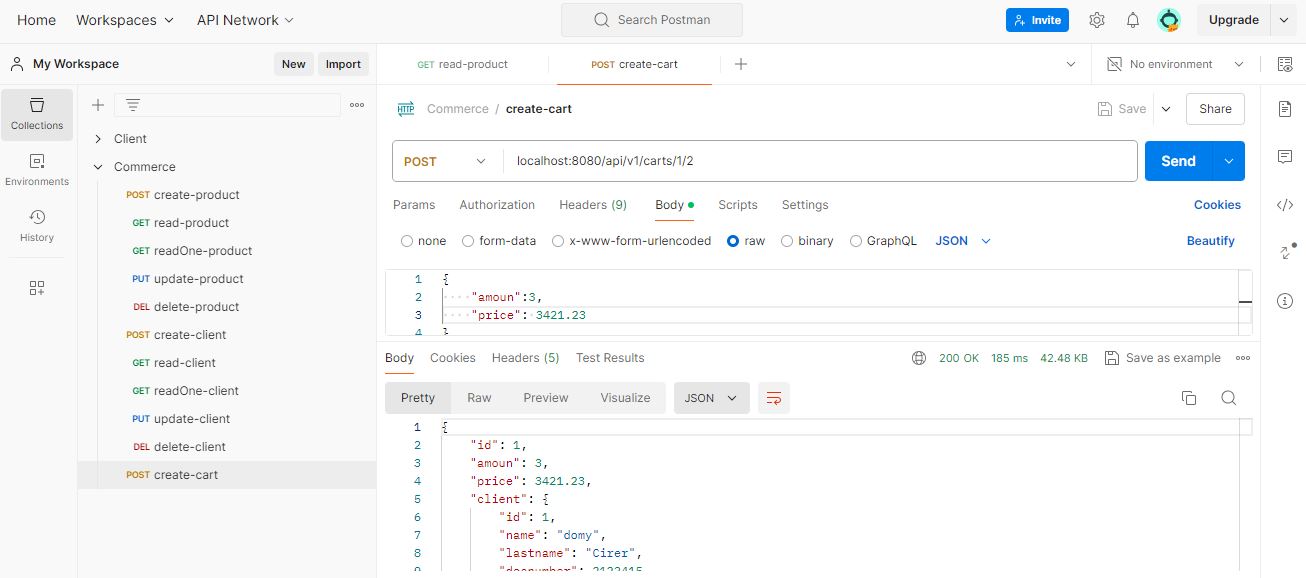 Home Workspaces API Network Search Postman Invite Upgrade
My Workspace New Import GET read-product POST create-cart No environment
Collections
Environments
History
Client
Commerce
POST create-product
GET read-product
GET readOne-product
PUT update-product
DEL delete-product
POST create-client
GET read-client
GET readOne-client
PUT update-client
DEL delete-client
POST create-cart
HTTP Commerce / create-cart Save Share
POST localhost:8080/api/v1/carts/1/2 Send
Params Authorization Headers (9) Body Scripts Settings Cookies
none form-data x-www-form-urlencoded raw binary GraphQL JSON Beautify
1 {
2 "amoun":3,
3 "price": 3421.23
4 }
Body Cookies Headers (5) Test Results 200 OK 185 ms 42.48 KB Save as example
Pretty Raw Preview Visualize JSON
1 {
2 "id": 1,
3 "amoun": 3,
4 "price": 3421.23,
5 "client": {
6 "id": 1,
7 "name": "domy",
8 "lastname": "Cirer",
9 "docnumber": 2123415